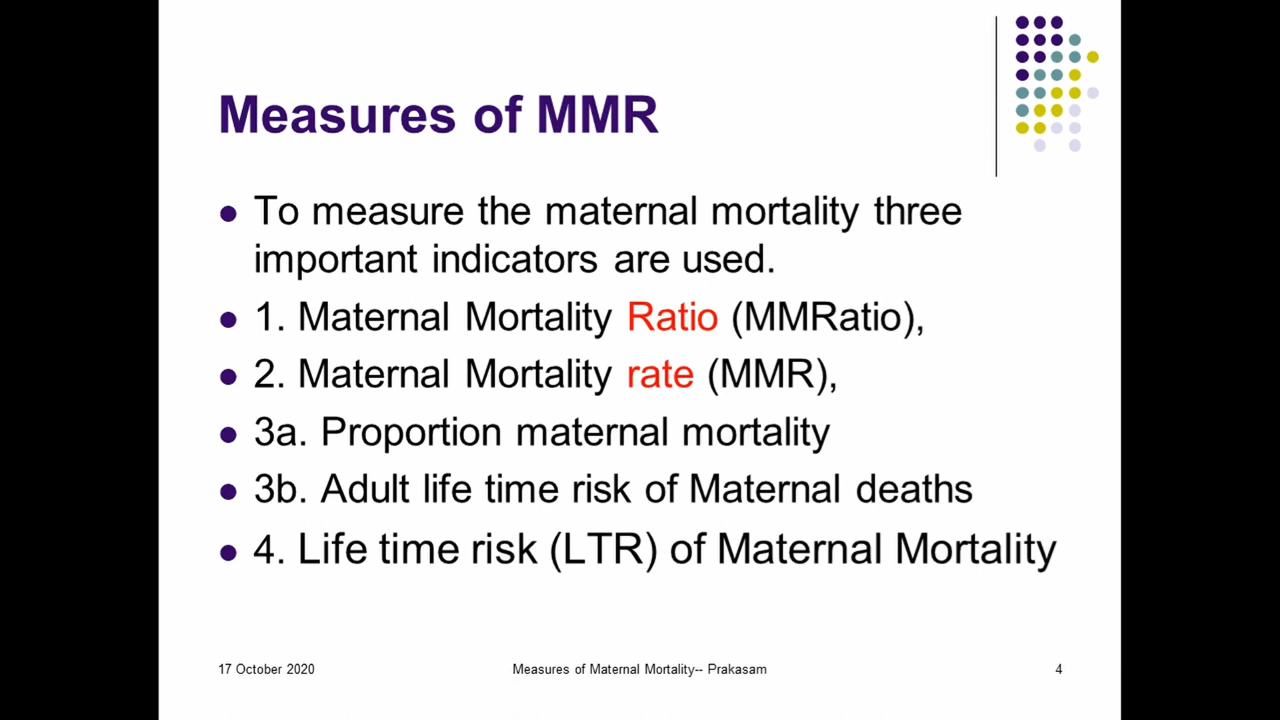 Measures of MMR
To measure the maternal mortality three
important indicators are used.
1. Maternal Mortality Ratio (MMRatio),
2. Maternal Mortality rate (MMR),
3a. Proportion maternal mortality
3b. Adult life time risk of Maternal deaths
4. Life time risk (LTR) of Maternal Mortality
17 October 2020
Measures of Maternal Mortality-- Prakasam
4